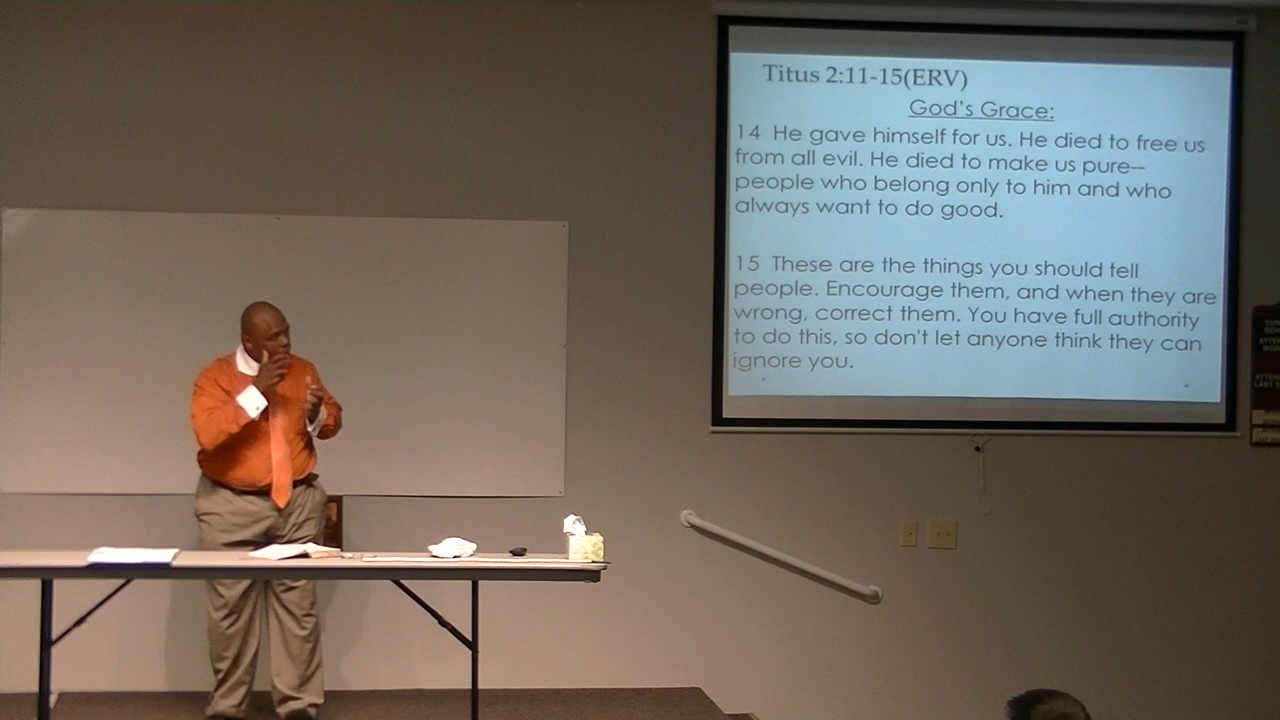 Titus 2:11-15(ERV)
God's Grace:
14 He gave himself for us. He died to free us
from all evil. He died to make us pure--
people who belong only to him and who
always want to do good.
15 These are the things you should tell
people. Encourage them, and when they are
wrong, correct them. You have full authority
to do this, so don't let anyone think they can
ignore you.